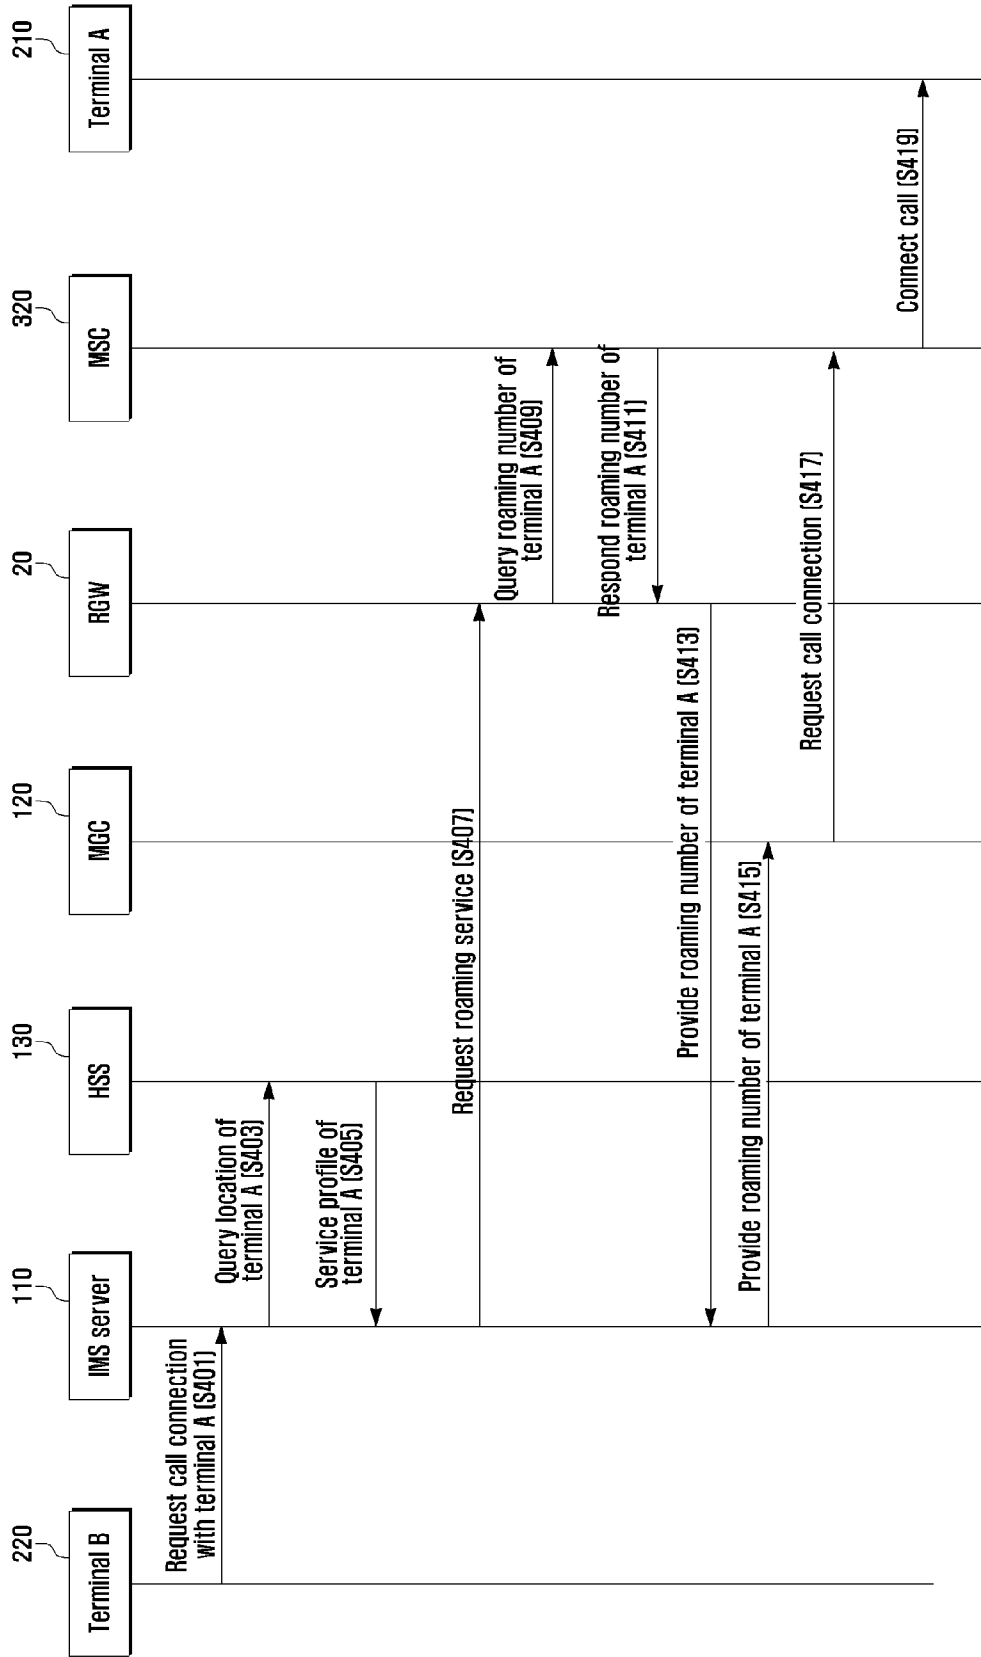 220
110
130
120
20
320
210
Terminal B
IMS server
HSS
MGC
RGW
MSC
Terminal A
Request call connection
with terminal A (S401)
Query location of
terminal A (S403)
Service profile of
terminal A (S405)
Request roaming service (S407)
Query roaming number of
terminal A (S409)
Respond roaming number of
terminal A (S411)
Provide roaming number of terminal A (S413)
Provide roaming number of terminal A (S415)
Request call connection (S417)
Connect call (S419)